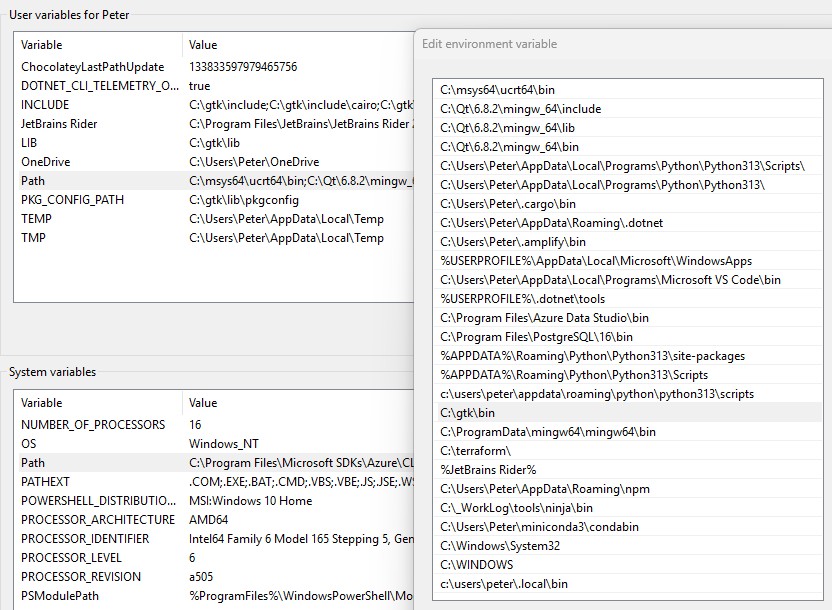 User variables for Peter
Variable Value
ChocolateyLastPathUpdate 133833597979465756
DOTNET_CLI_TELEMETRY_O... true
INCLUDE C:\gtk\include;C:\gtk\include\cairo;C:\gtk\
JetBrains Rider C:\Program Files\JetBrains\JetBrains Rider
LIB C:\gtk\lib
OneDrive C:\Users\Peter\OneDrive
Path C:\msys64\ucrt64\bin;C:\Qt\6.8.2\mingw_
PKG_CONFIG_PATH C:\gtk\lib\pkgconfig
TEMP C:\Users\Peter\AppData\Local\Temp
TMP C:\Users\Peter\AppData\Local\Temp
System variables
Variable Value
NUMBER_OF_PROCESSORS 16
OS Windows_NT
Path C:\Program Files\Microsoft SDKs\Azure\CL
PATHEXT .COM;.EXE;.BAT;.CMD;.VBS;.VBE;.JS;.JSE;.WS
POWERSHELL_DISTRIBUTIO... MSI:Windows 10 Home
PROCESSOR_ARCHITECTURE AMD64
PROCESSOR_IDENTIFIER Intel64 Family 6 Model 165 Stepping 5, Gen
PROCESSOR_LEVEL 6
PROCESSOR_REVISION a505
PSModulePath %ProgramFiles%\WindowsPowerShell\Mo
Edit environment variable
C:\msys64\ucrt64\bin
C:\Qt\6.8.2\mingw_64\include
C:\Qt\6.8.2\mingw_64\lib
C:\Qt\6.8.2\mingw_64\bin
C:\Users\Peter\AppData\Local\Programs\Python\Python313\Scripts\
C:\Users\Peter\AppData\Local\Programs\Python\Python313\
C:\Users\Peter\.cargo\bin
C:\Users\Peter\AppData\Roaming\.dotnet
C:\Users\Peter\.amplify\bin
%USERPROFILE%\AppData\Local\Microsoft\WindowsApps
C:\Users\Peter\AppData\Local\Programs\Microsoft VS Code\bin
%USERPROFILE%\.dotnet\tools
C:\Program Files\Azure Data Studio\bin
C:\Program Files\PostgreSQL\16\bin
%APPDATA%\Roaming\Python\Python313\site-packages
%APPDATA%\Roaming\Python\Python313\Scripts
c:\users\peter\appdata\roaming\python\python313\scripts
C:\gtk\bin
C:\ProgramData\mingw64\mingw64\bin
C:\terraform\
%JetBrains Rider%
C:\Users\Peter\AppData\Roaming\npm
C:\_WorkLog\tools\ninja\bin
C:\Users\Peter\miniconda3\condabin
C:\Windows\System32
C:\WINDOWS
c:\users\peter\.local\bin